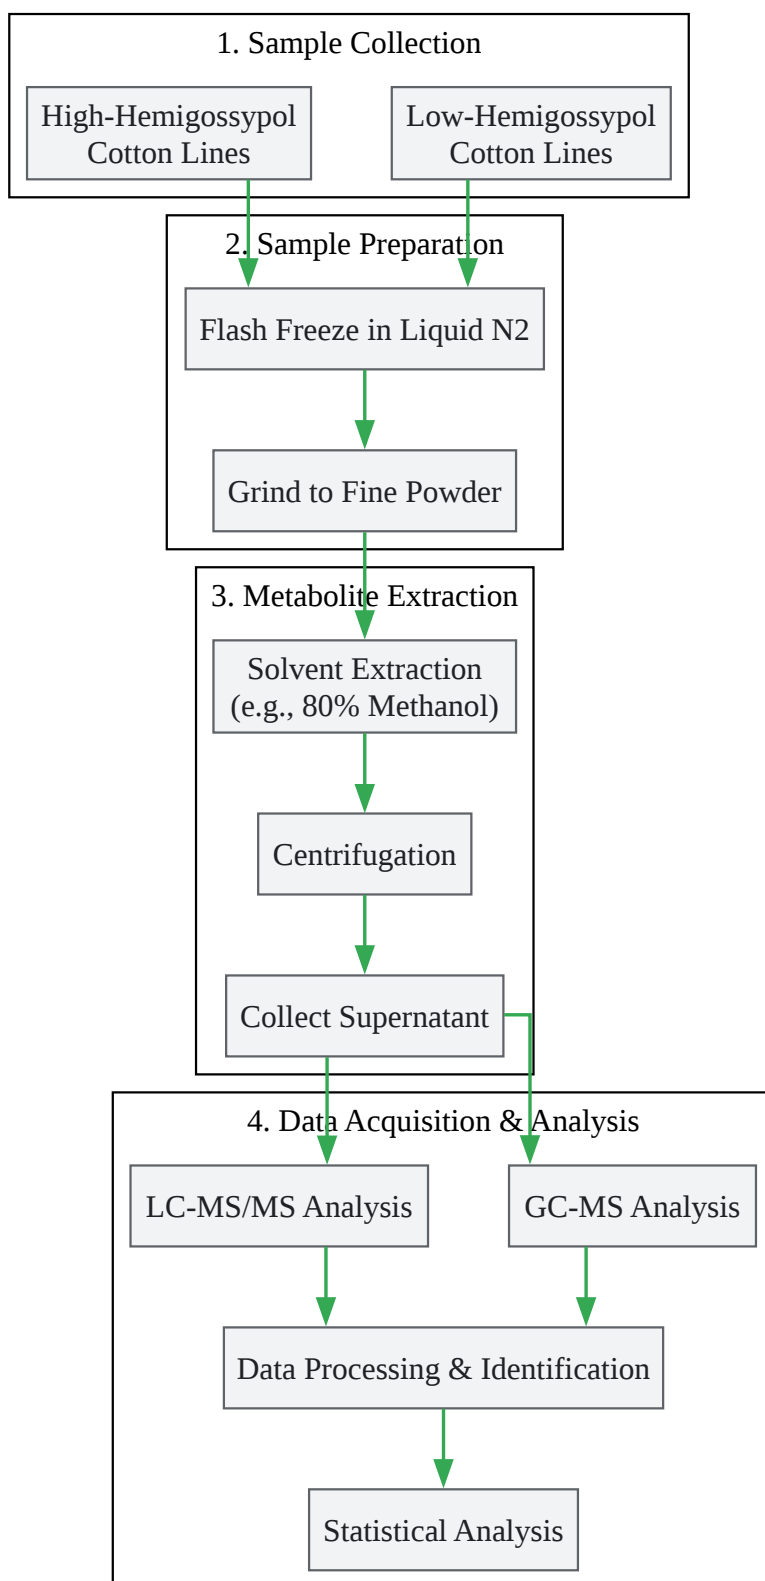 1. Sample Collection
High-Hemigossypol
Cotton Lines
Low-Hemigossypol
Cotton Lines
2. Sample Preparation
Flash Freeze in Liquid N2
Grind to Fine Powder
3. Metabolite Extraction
Solvent Extraction
(e.g., 80% Methanol)
Centrifugation
Collect Supernatant
4. Data Acquisition & Analysis
LC-MS/MS Analysis
GC-MS Analysis
Data Processing & Identification
Statistical Analysis